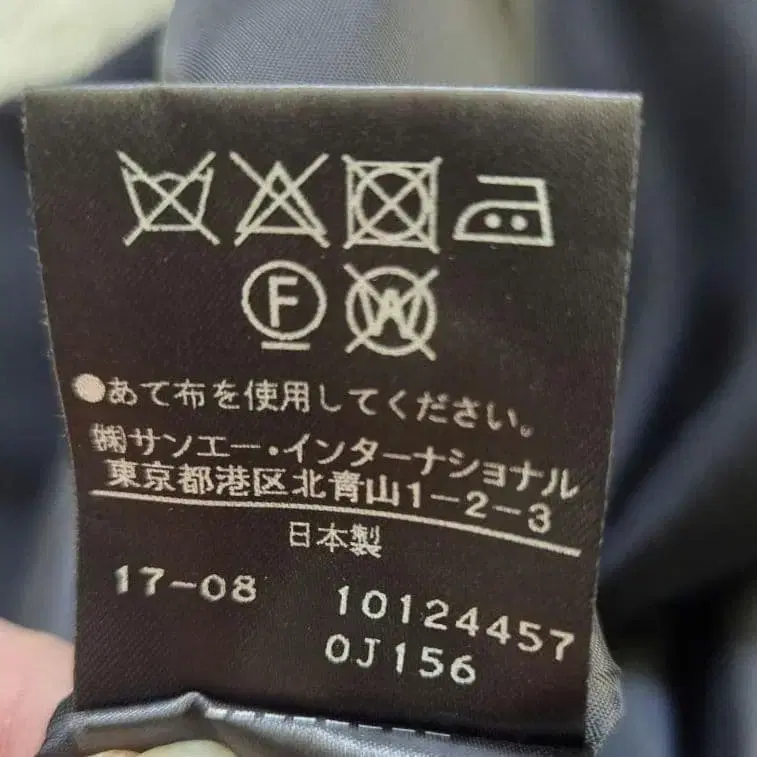 F W
●あて布を使用してください。
㈱サンエー・インターナショナル
東京都港区北青山1-2-3
日本製
17-08 10124457
0J156